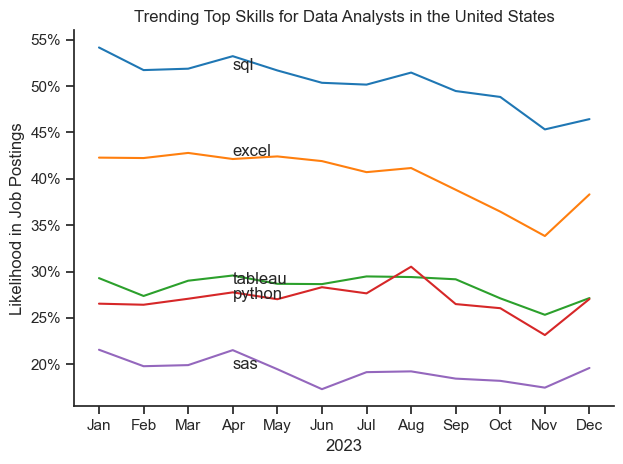 Trending Top Skills for Data Analysts in the United States
55%
50%
45%
40%
35%
30%
25%
20%
Likelihood in Job Postings
sql
excel
tableau
python
sas
Jan Feb Mar Apr May Jun Jul Aug Sep Oct Nov Dec
2023